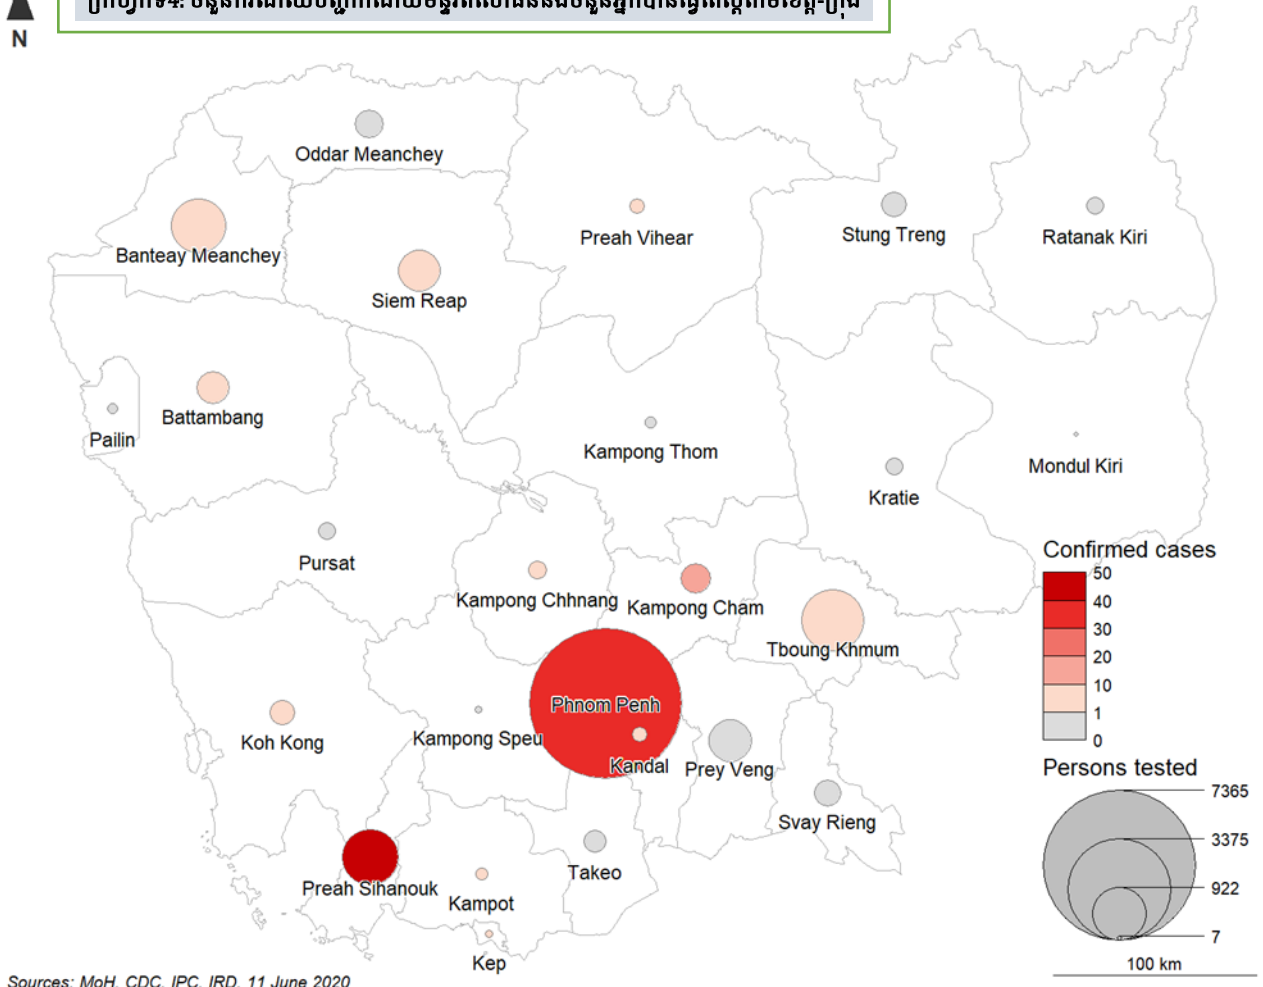 N
Oddar Meanchey
Banteay Meanchey
Siem Reap
Preah Vihear
Stung Treng
Ratanak Kiri
Battambang
Pailin
Kampong Thom
Mondul Kiri
Kratie
Pursat
Kampong Chhnang
Kampong Cham
Tboung Khmum
Phnom Penh
Koh Kong
Kampong Speu
Kandal
Prey Veng
Svay Rieng
Takeo
Preah Sihanouk
Kampot
Kep
Confirmed cases
50
40
30
20
10
1
0
Persons tested
7365
3375
922
7
100 km
Sources: MoH, CDC, IPC, IRD, 11 June 2020